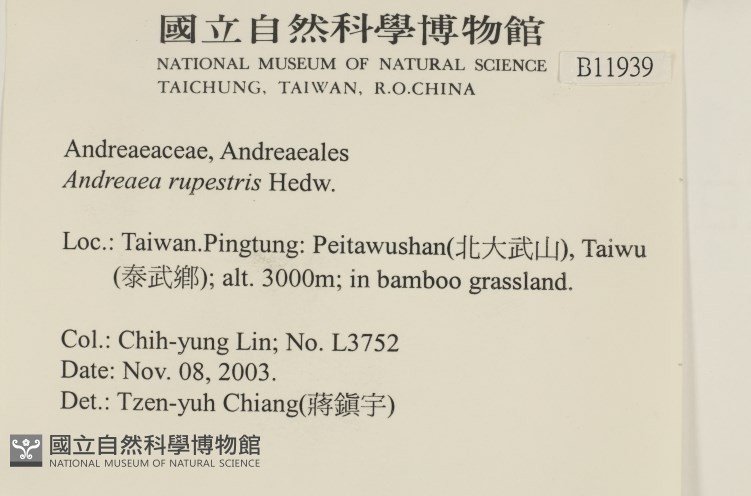 國立自然科學博物館
NATIONAL MUSEUM OF NATURAL SCIENCE
B11939
TAICHUNG, TAIWAN, R.O.CHINA
Andreaeaceae, Andreaeales
Andreaea rupestris Hedw.
Loc.: Taiwan.Pingtung: Peitawushan(北大武山), Taiwu
(泰武鄉); alt. 3000m; in bamboo grassland.
Col.: Chih-yung Lin; No. L3752
Date: Nov. 08, 2003.
Det.: Tzen-yuh Chiang(蔣鎮宇)
國立自然科學博物館
NATIONAL MUSEUM OF NATURAL SCIENCE